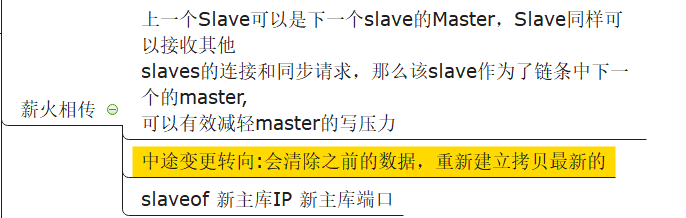 上一个Slave可以是下一个slave的Master，Slave同样可
以接收其他
slaves的连接和同步请求，那么该slave作为了链条中下一
个的master,
可以有效减轻master的写压力
薪火相传
中途变更转向:会清除之前的数据，重新建立拷贝最新的
slaveof 新主库IP 新主库端口